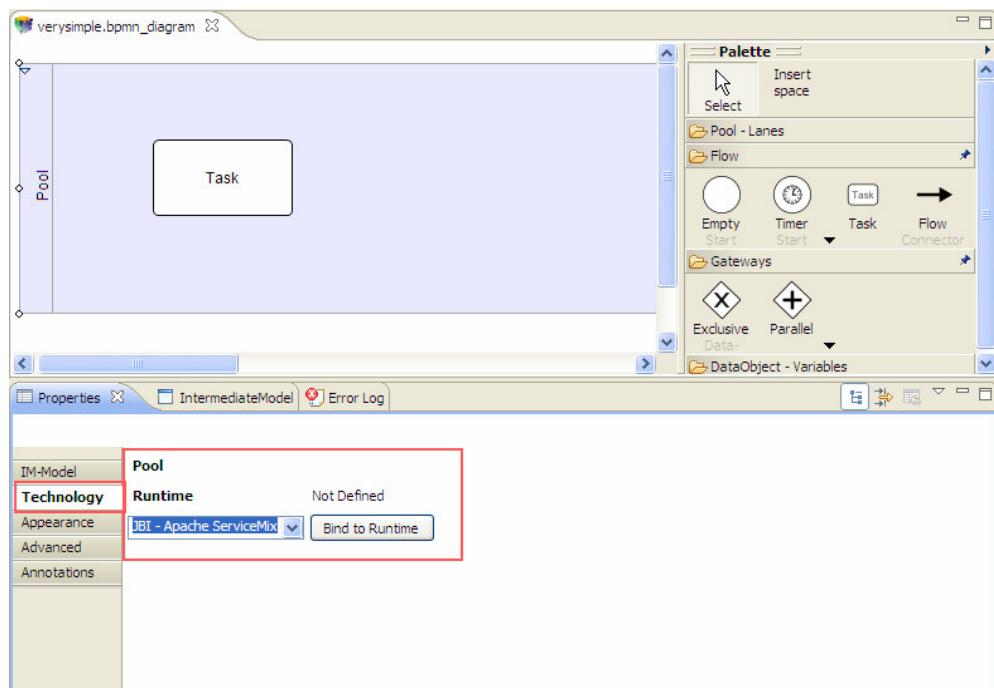 verysimple.bpmn_diagram
Palette
Select
Insert
space
Pool - Lanes
Flow
Pool
Task
Task
Empty
Start
Timer
Start
Task
Flow
Connector
Gateways
Exclusive
Data-
Parallel
DataObject - Variables
Properties
IntermediateModel
Error Log
IM-Model
Technology
Appearance
Advanced
Annotations
Pool
Runtime
Not Defined
JBI - Apache ServiceMix
Bind to Runtime